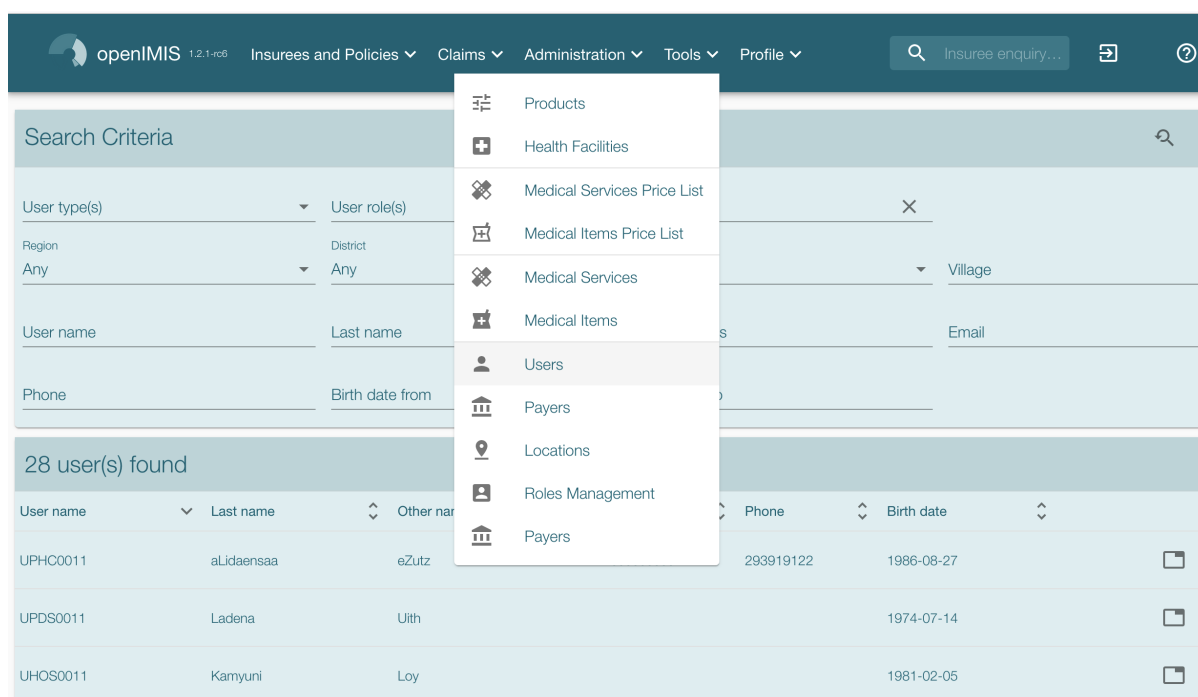 openIMIS 1.2.1-rc6 Insurees and Policies Claims Administration Tools Profile Insuree enquiry...
Products
Search Criteria
Health Facilities
Medical Services Price List
User type(s) User role(s)
Medical Items Price List
Region District
Any Any Medical Services Village
Medical Items
User name Last name s Email
Users
Phone Birth date from
Payers
Locations
28 user(s) found
Roles Management
User name Last name Other nar Phone Birth date
Payers
UPHC0011 aLidaensaa eZutz 293919122 1986-08-27
UPDS0011 Ladena Uith 1974-07-14
UHOS0011 Kamyuni Loy 1981-02-05